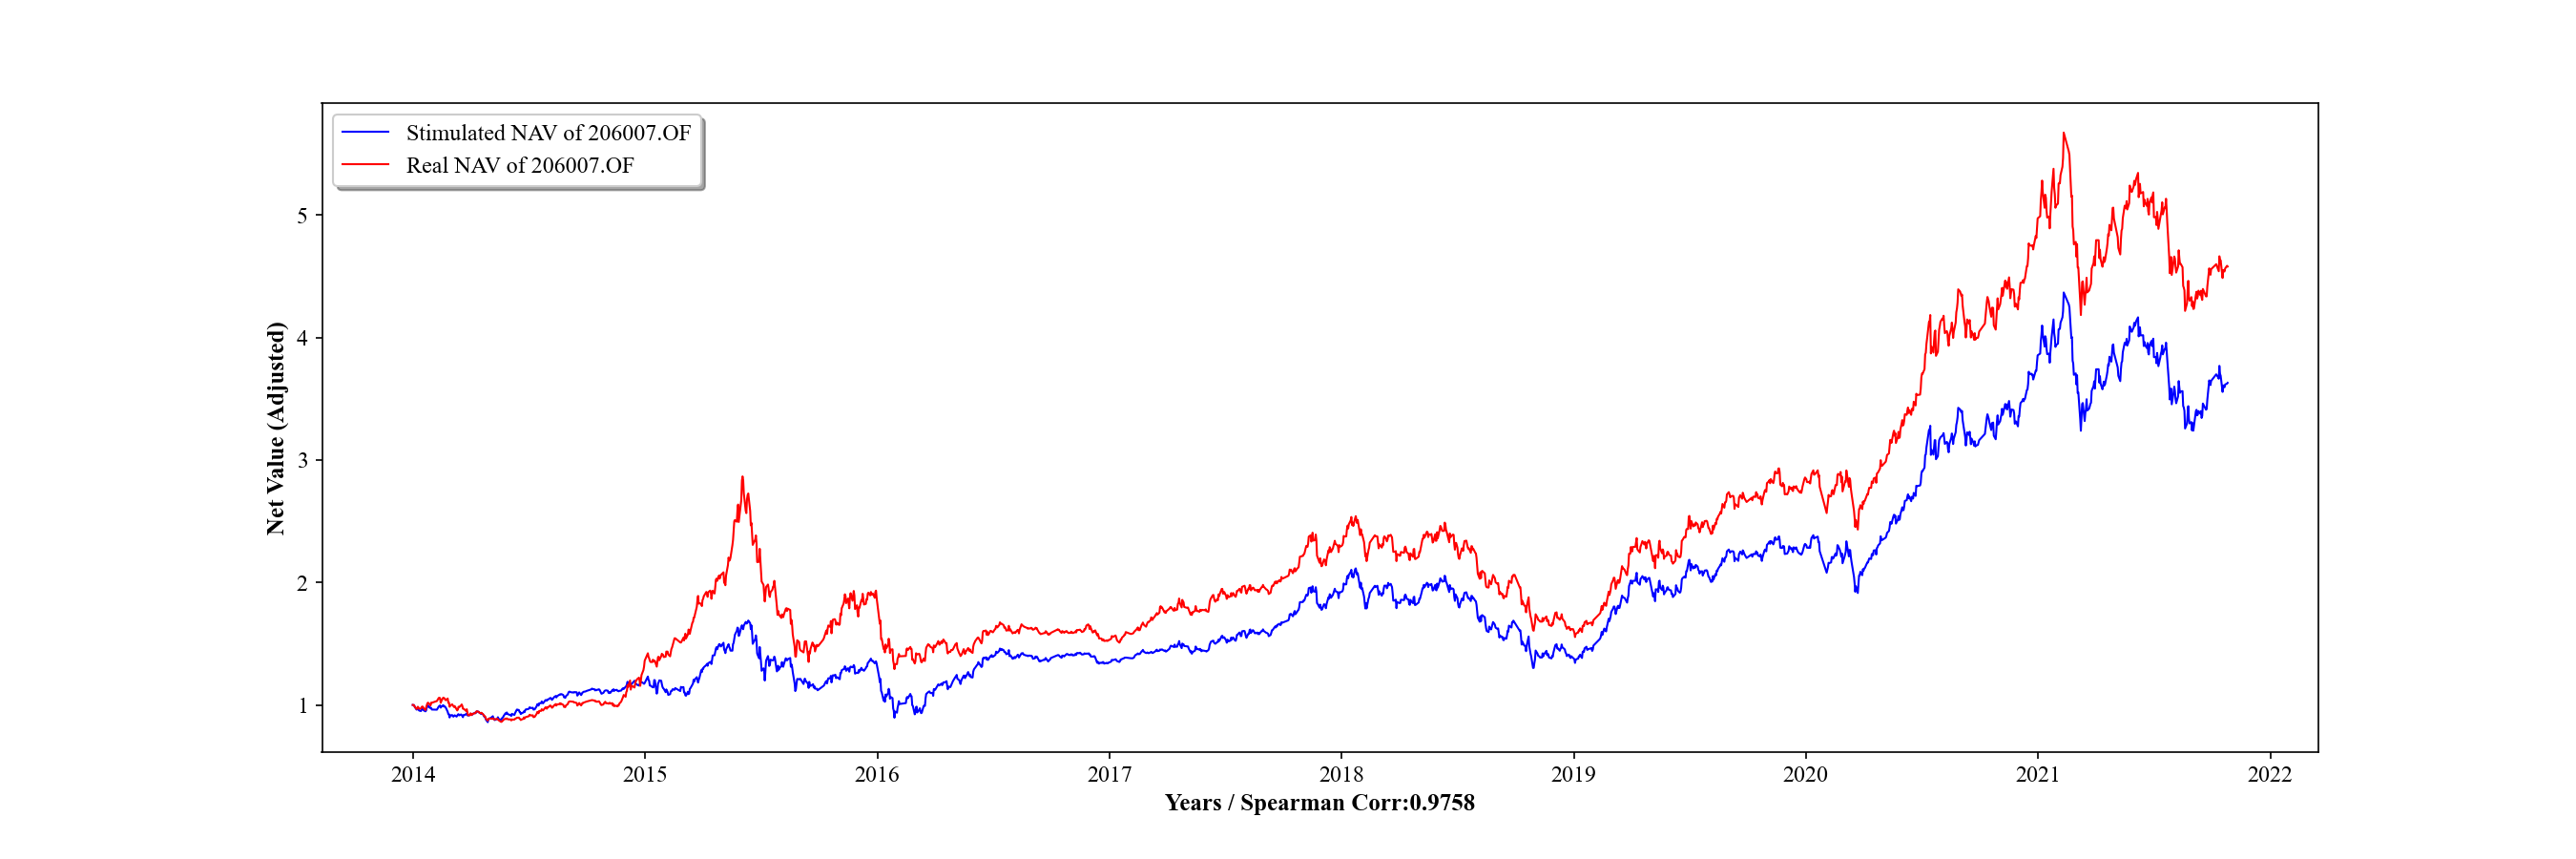 Stimulated NAV of 206007.OF
Real NAV of 206007.OF
5
4
3
2
1
Net Value (Adjusted)
2014 2015 2016 2017 2018 2019 2020 2021 2022
Years / Spearman Corr:0.9758